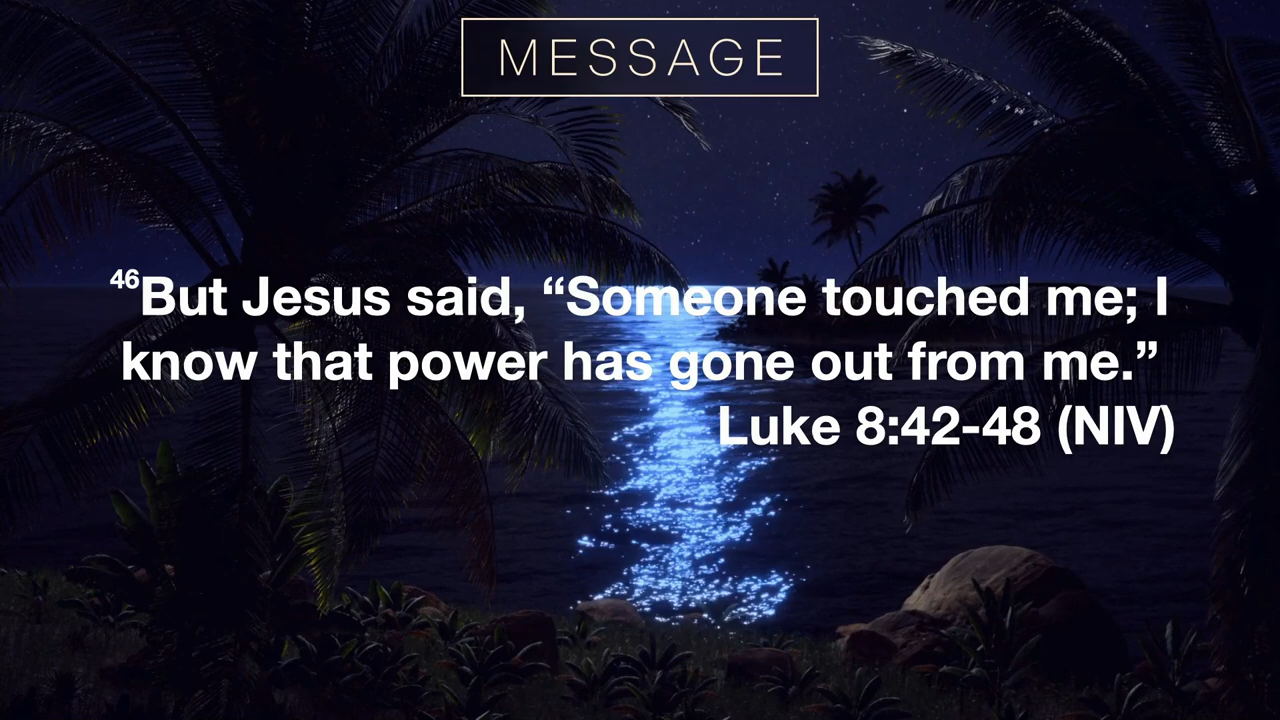 MESSAGE
46But Jesus said, “Someone touched me; I
know that power has gone out from me.”
Luke 8:42-48 (NIV)